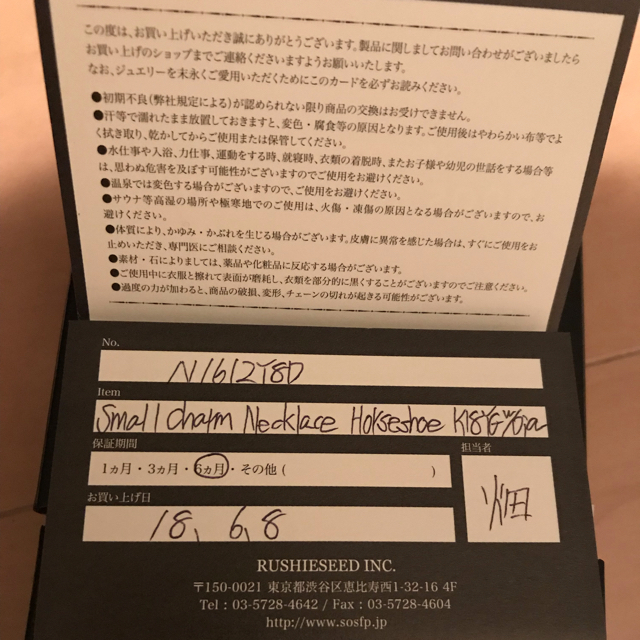 この度は、お買い上げいただき誠にありがとうございます。製品に関しましてお問い合わせがございましたら
お買い上げのショップまでご連絡くださいますようお願いいたします。
なお、ジュエリーを末永くご愛用いただくためにこのカードを必ずお読みください。
●初期不良(弊社規定による)が認められない限り商品の交換はお受けできません。
●汗等で濡れたまま放置しておきますと、変色・腐食等の原因となります。ご使用後はやわらかい布等でよ
く拭き取り、乾かしてからご使用または保管してください。
●水仕事や入浴、力仕事、運動をする時、就寝時、衣類の着脱時、またお子様や幼児の世話をする場合等
は、思わぬ危害を及ぼす可能性がございますのでご使用をお避けください。
●温泉では変色する場合がございますので、ご使用をお避けください。
●サウナ等高温の場所や極寒地でのご使用は、火傷・凍傷の原因となる場合がございますので、お
避けください。
●体質により、かゆみ・かぶれを生じる場合がございます。皮膚に異常を感じた場合は、すぐにご使用をお
止めいただき、専門医にご相談ください。
●素材・石によりましては、薬品や化粧品に反応する場合がございます。
●ご使用中に衣服と擦れて表面が磨耗し、衣類を部分的に黒くすることがございますのでご注意ください。
●過度の力が加わると、商品の破損、変形、チェーンの切れが起きる可能性がございます。
No.
N1612Y8D
Item
Small Charm Necklace Horseshoe K18YG
保証期間
担当者
1ヵ月・3ヵ月・6ヵ月・その他 ( )
畑
お買い上げ日
18, 6, 8
RUSHIESEED INC.
〒150-0021 東京都渋谷区恵比寿西1-32-16 4F
Tel : 03-5728-4642 / Fax : 03-5728-4604
http://www.sosfp.jp